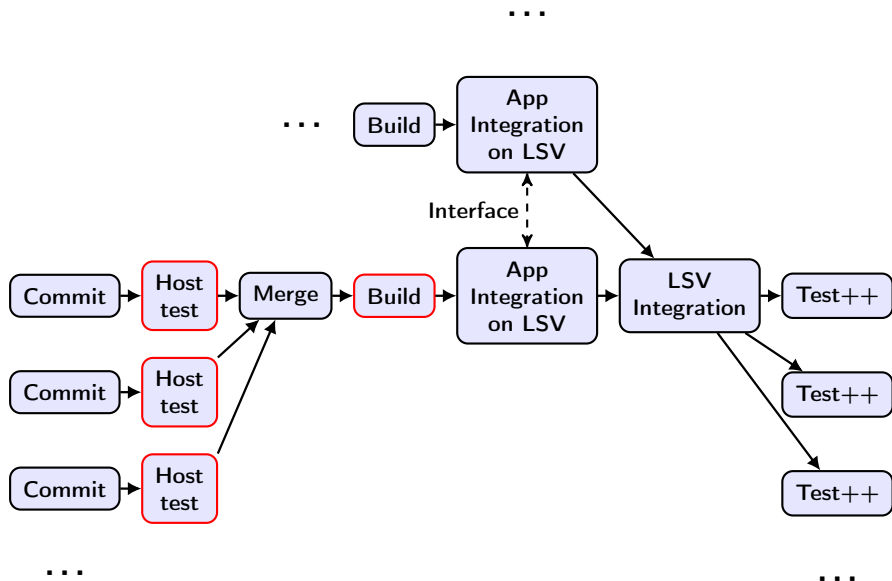 ...
App
Integration
on LSV
... Build
Interface
Commit
Host
test
Merge
Build
App
Integration
on LSV
LSV
Integration
Test++
Commit
Host
test
Test++
Commit
Host
test
Test++
...
...